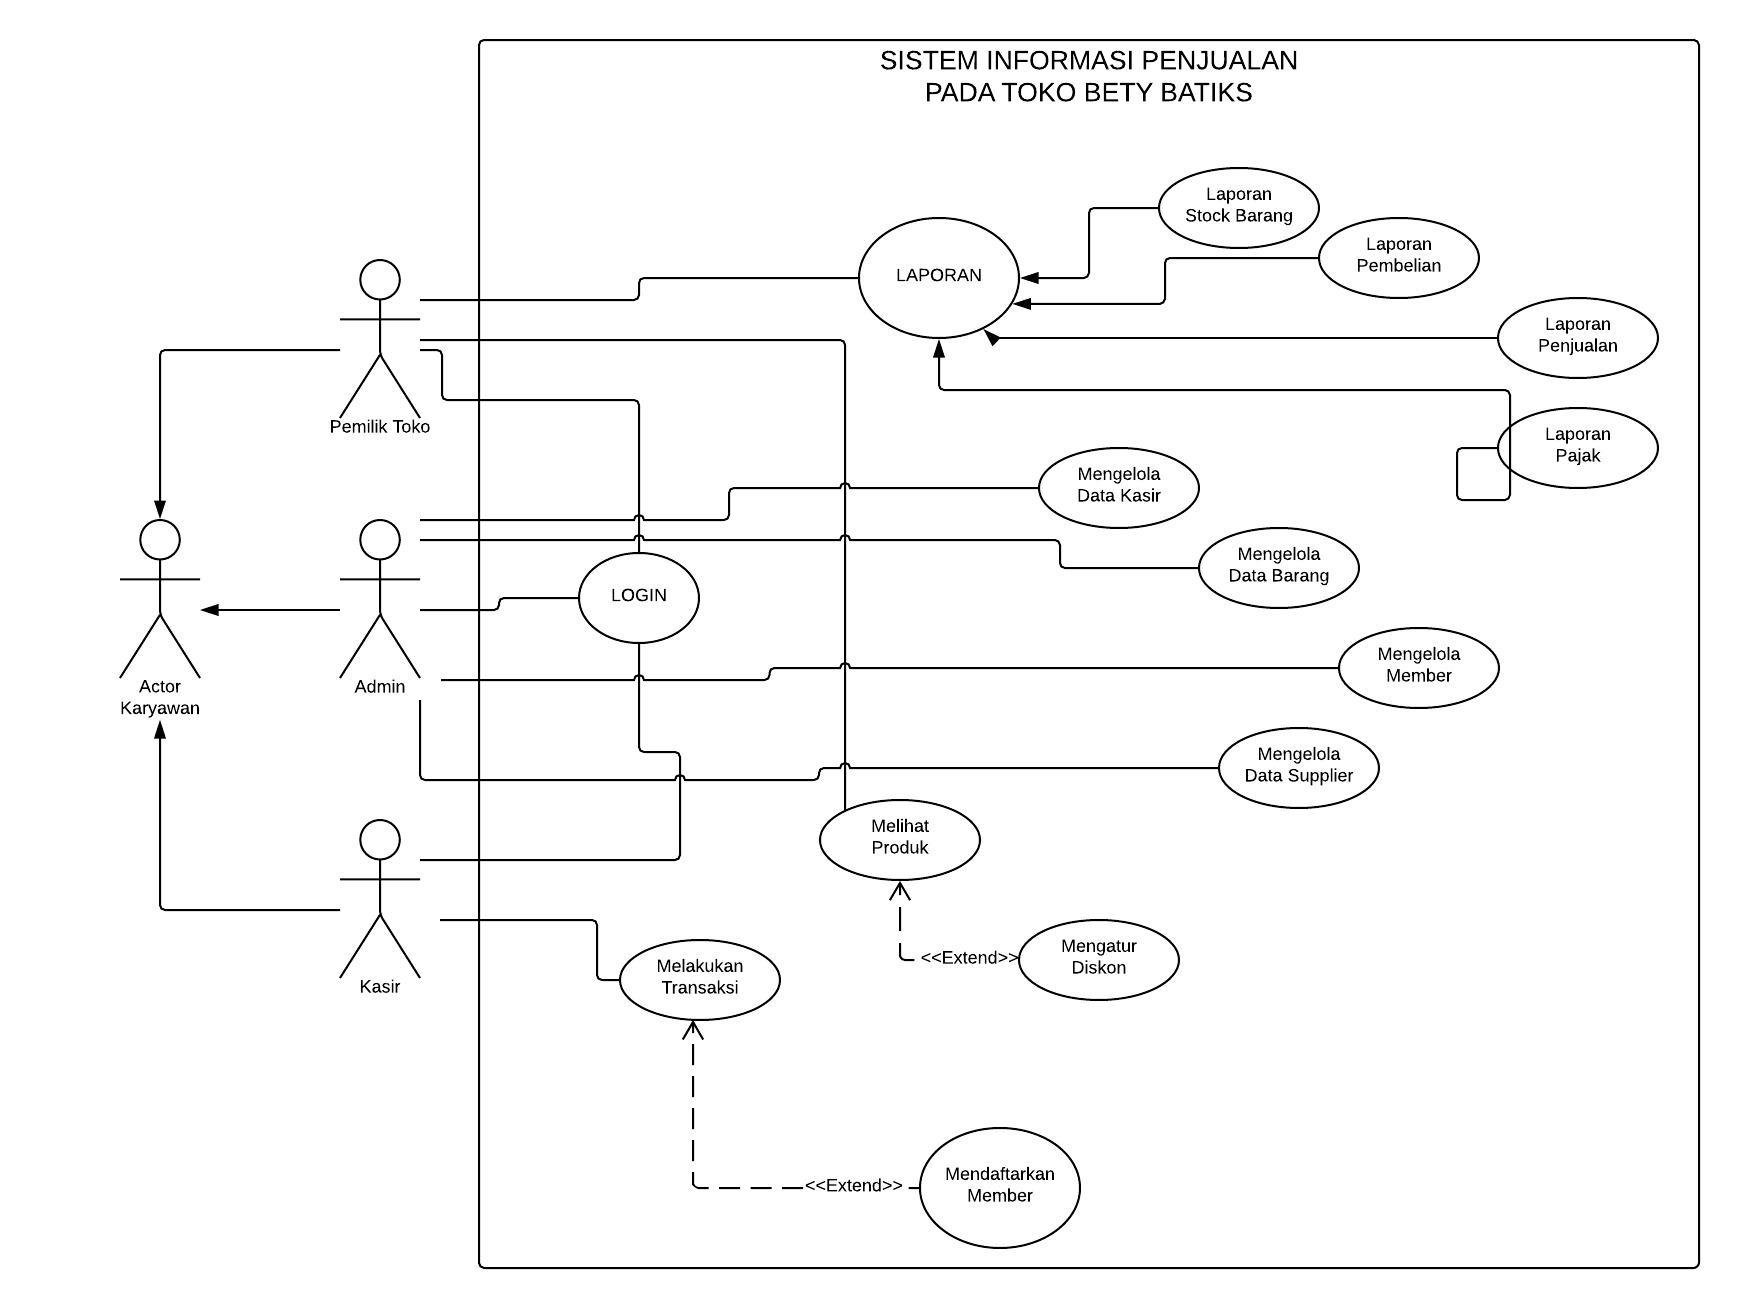 SISTEM INFORMASI PENJUALAN
PADA TOKO BETY BATIKS
Laporan
Stock Barang
Laporan
Pembelian
LAPORAN
Laporan
Penjualan
Pemilik Toko
Laporan
Pajak
Mengelola
Data Kasir
Mengelola
Data Barang
LOGIN
Mengelola
Member
Actor
Karyawan
Admin
Mengelola
Data Supplier
Melihat
Produk
<<Extend>>
Mengatur
Diskon
Kasir
Melakukan
Transaksi
<<Extend>>
Mendaftarkan
Member